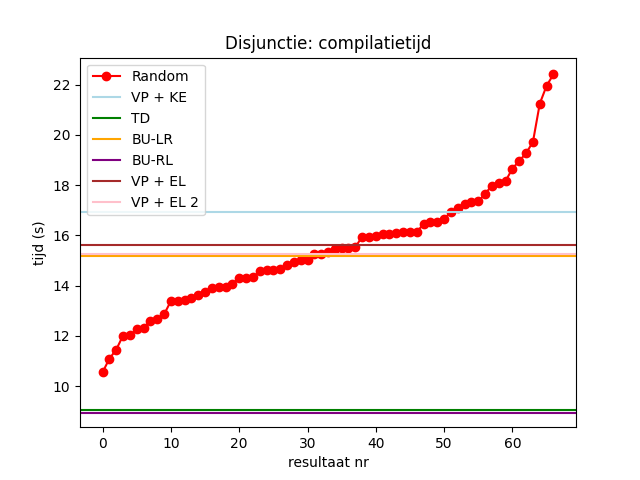 Disjunctie: compilatietijd
Random
VP + KE
TD
BU-LR
BU-RL
VP + EL
VP + EL 2
tijd (s)
22
20
18
16
14
12
10
0 10 20 30 40 50 60
resultaat nr